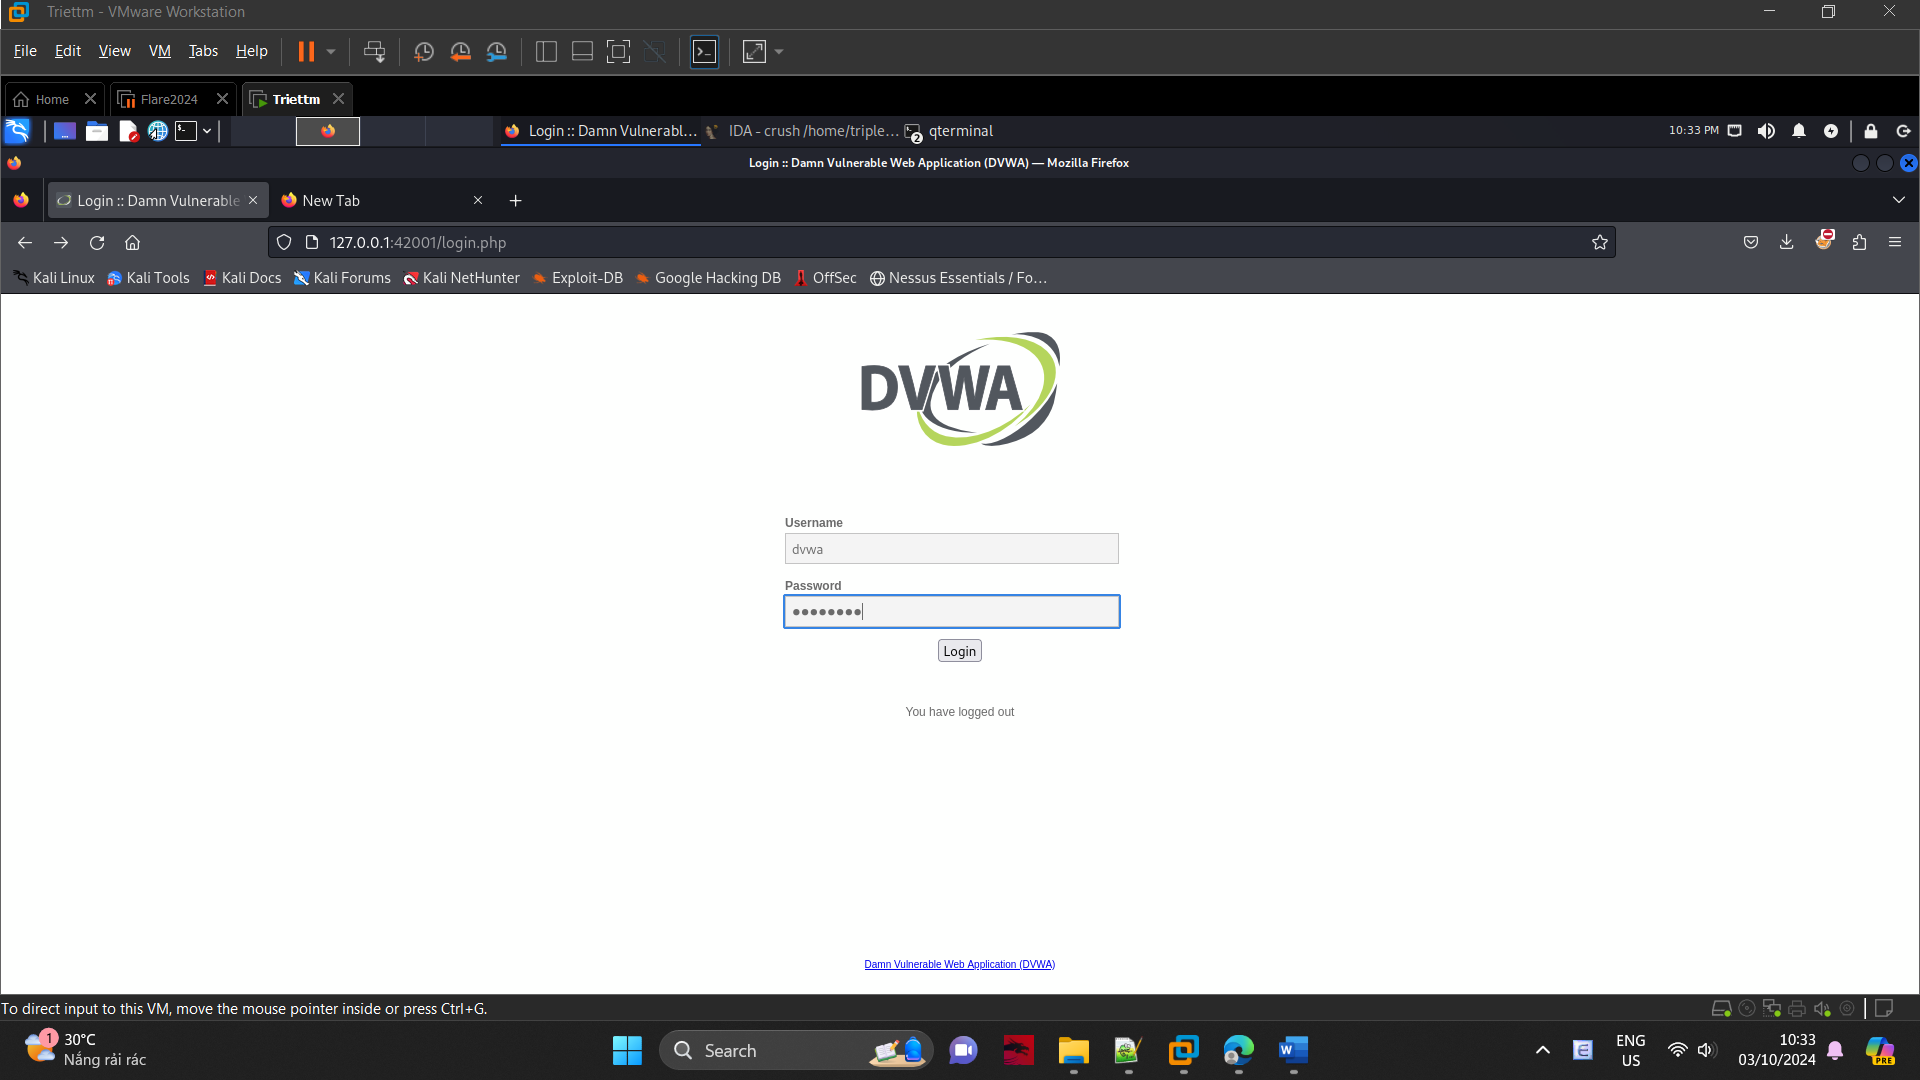 Triettm - VMware Workstation
File Edit View VM Tabs Help
Home Flare2024 Triettm
Login :: Damn Vulnerabl... IDA - crush /home/triple... 2 qterminal 10:33 PM
Login :: Damn Vulnerable Web Application (DVWA) — Mozilla Firefox
Login :: Damn Vulnerable New Tab
127.0.0.1:42001/login.php
Kali Linux Kali Tools Kali Docs Kali Forums Kali NetHunter Exploit-DB Google Hacking DB OffSec Nessus Essentials / Fo...
DVWA
Username
dvwa
Password
Login
You have logged out
Damn Vulnerable Web Application (DVWA)
To direct input to this VM, move the mouse pointer inside or press Ctrl+G.
1 30°C
Nắng rải rác
Search
ENG
US
10:33
03/10/2024
PRE